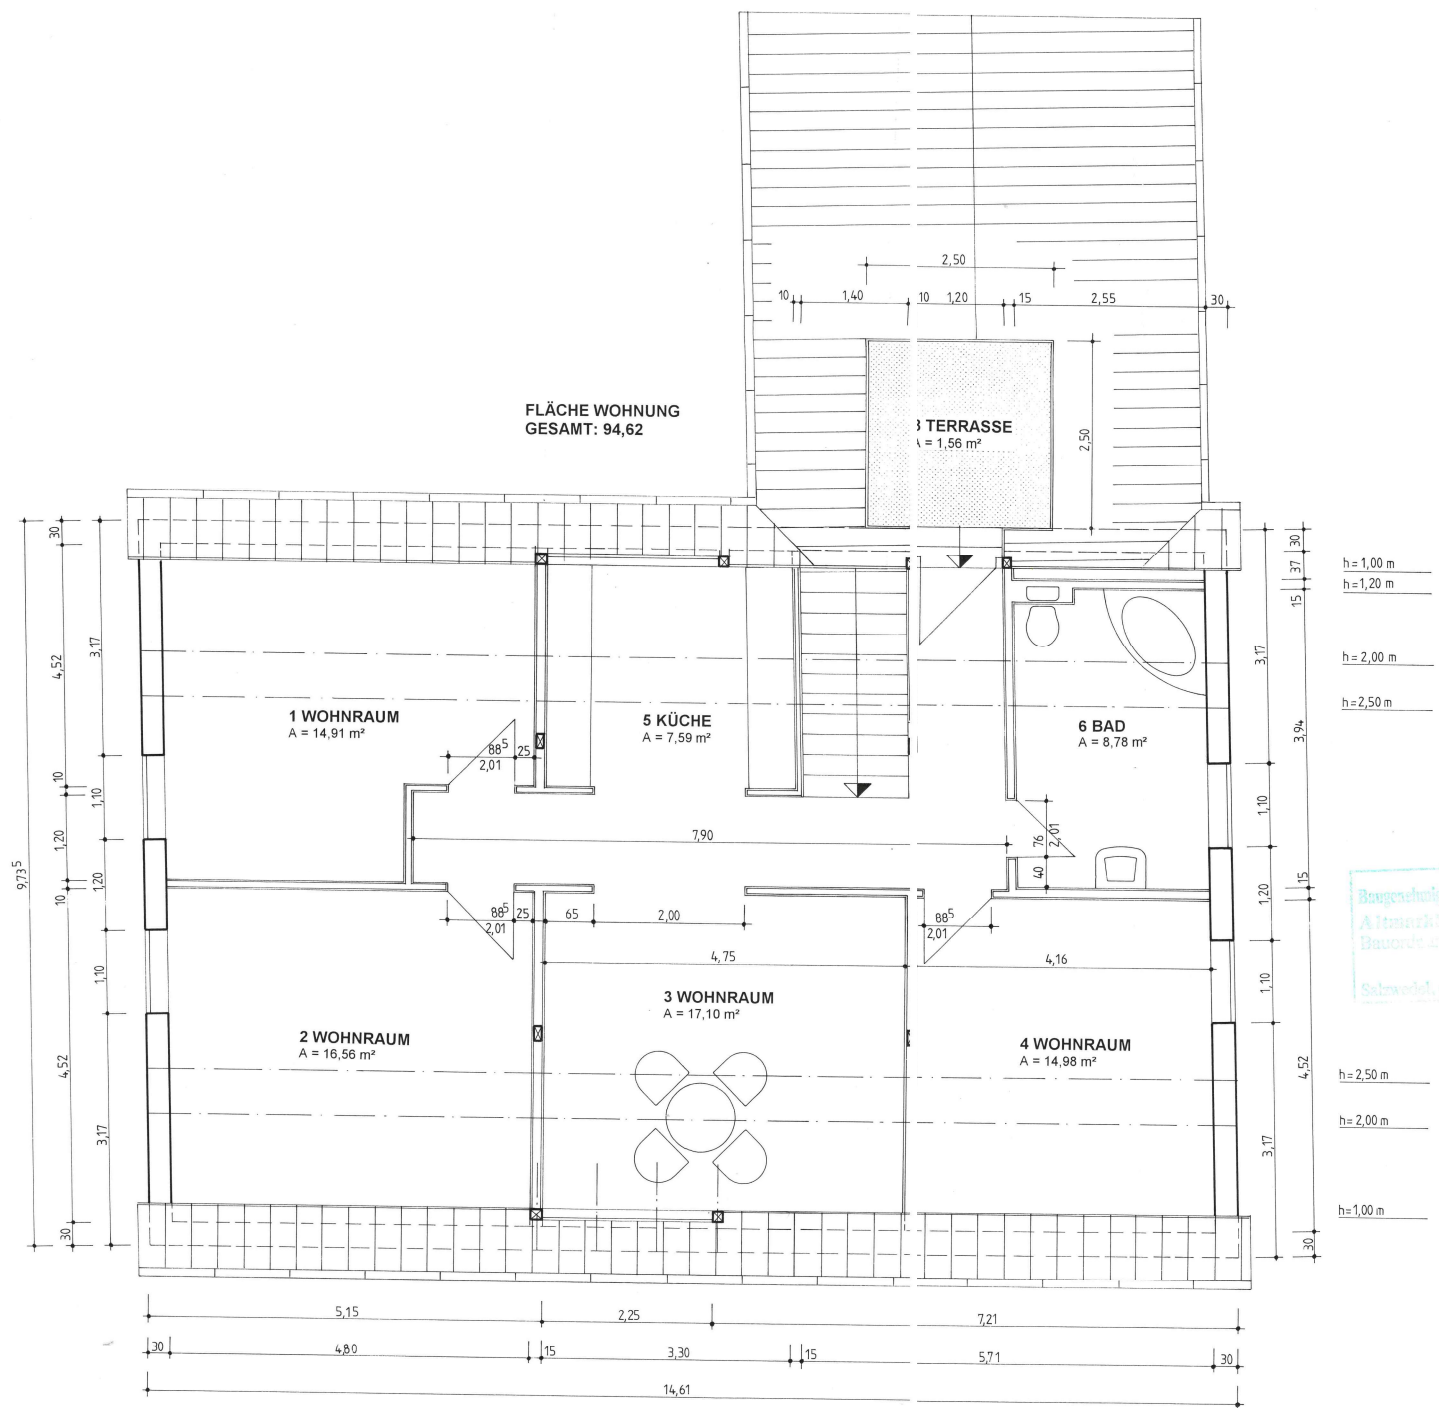 2,50
10 1,40 10 1,20 15 2,55 30
FLÄCHE WOHNUNG
GESAMT: 94,62
TERRASSE
= 1,56 m²
2,50
30
4,52
10
1,20
10
4,52
30
9,73⁵
3,17
1,10
1,20
1,10
3,17
1 WOHNRAUM
A = 14,91 m²
88⁵ 25
2,01
5 KÜCHE
A = 7,59 m²
6 BAD
A = 8,78 m²
7,90
76
2,01
40
88⁵ 25 65 2,00
2,01
88⁵
2,01
4,75
4,16
3 WOHNRAUM
A = 17,10 m²
2 WOHNRAUM
A = 16,56 m²
4 WOHNRAUM
A = 14,98 m²
3,17
1,10
1,20
1,10
3,17
30
37
15
3,94
15
4,52
30
h = 1,00 m
h = 1,20 m
h = 2,00 m
h = 2,50 m
h = 2,50 m
h = 2,00 m
h = 1,00 m
Salzwedel,
5,15 2,25 7,21
30 4,80 15 3,30 15 5,71 30
14,61